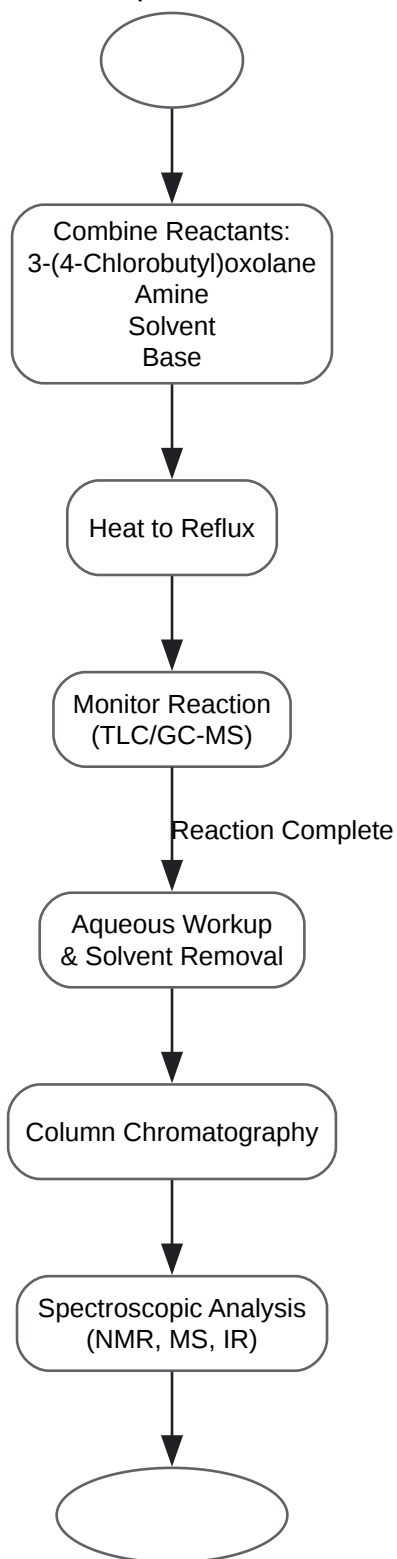 Combine Reactants:
3-(4-Chlorobutyl)oxolane
Amine
Solvent
Base
Heat to Reflux
Monitor Reaction
(TLC/GC-MS)
Reaction Complete
Aqueous Workup
& Solvent Removal
Column Chromatography
Spectroscopic Analysis
(NMR, MS, IR)